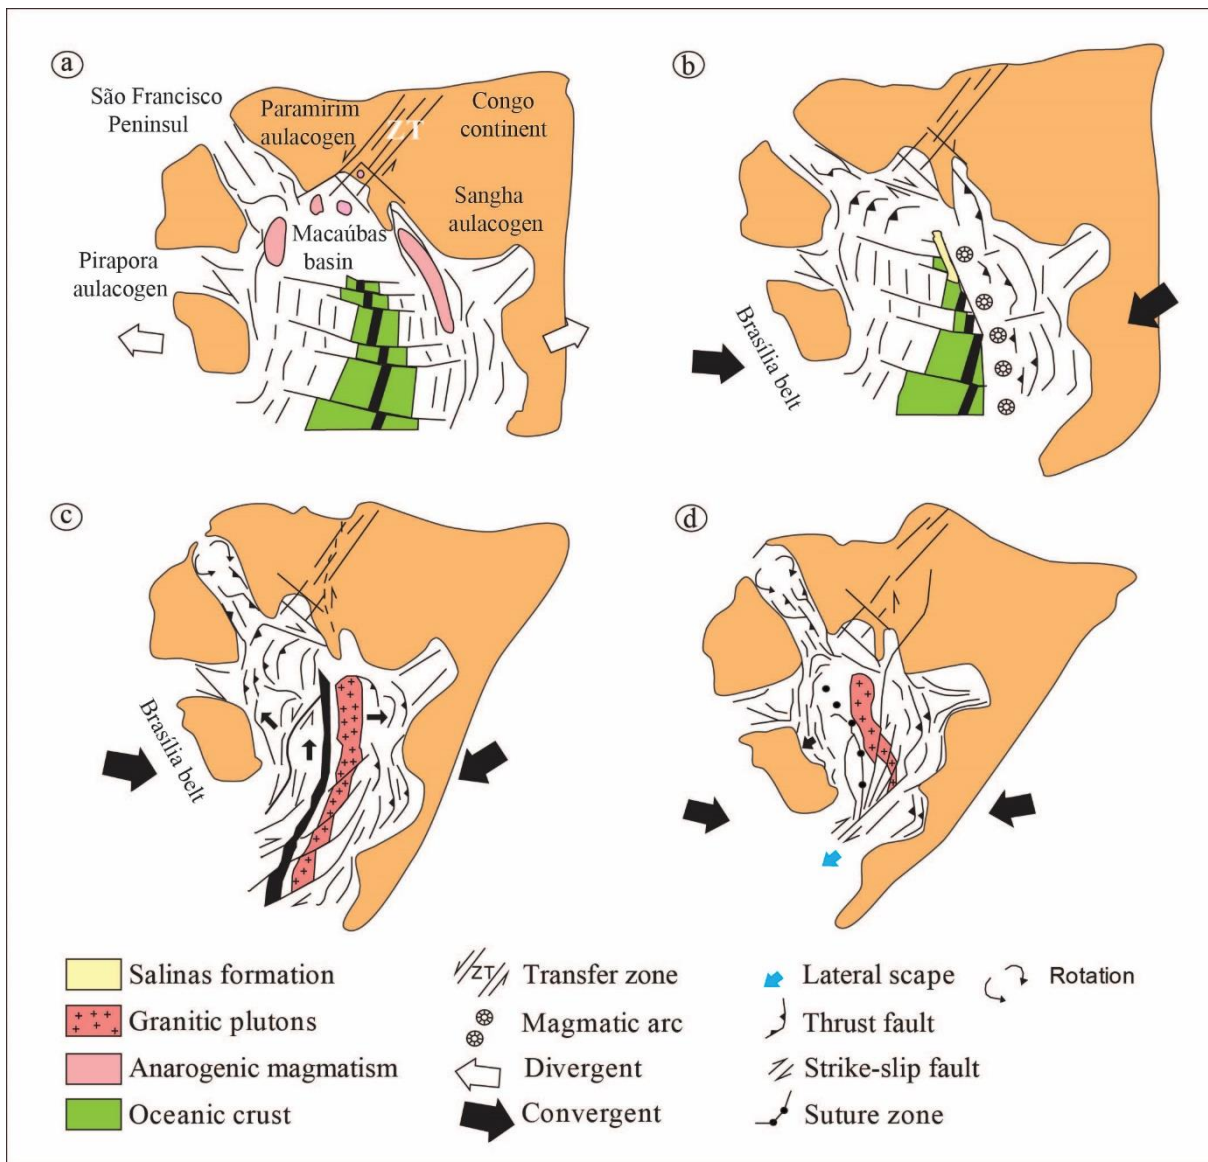 a
São Francisco
Peninsul
Paramirim
aulacogen
ZT
Congo
continent
Sangha
aulacogen
Macaúbas
basin
Pirapora
aulacogen
b
Brasília belt
c
Brasília belt
d
Salinas formation
Granitic plutons
Anarogenic magmatism
Oceanic crust
ZT
Transfer zone
Magmatic arc
Divergent
Convergent
Lateral scape
Rotation
Thrust fault
Strike-slip fault
Suture zone